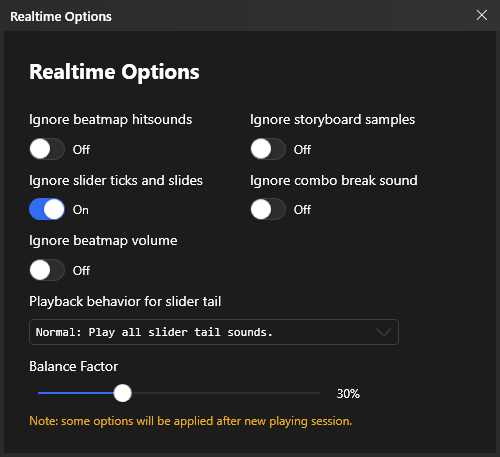 Realtime Options
Realtime Options
Ignore beatmap hitsounds
Off
Ignore storyboard samples
Off
Ignore slider ticks and slides
On
Ignore combo break sound
Off
Ignore beatmap volume
Off
Playback behavior for slider tail
Normal: Play all slider tail sounds.
Balance Factor
30%
Note: some options will be applied after new playing session.